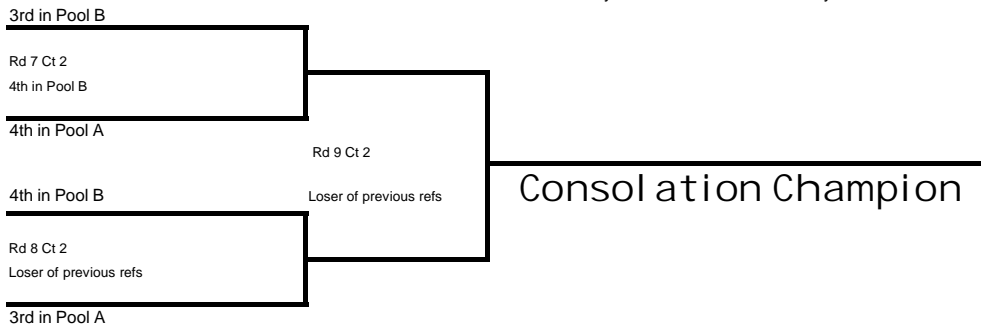 3rd in Pool B
Rd 7 Ct 2
4th in Pool B
4th in Pool A
Rd 9 Ct 2
4th in Pool B
Loser of previous refs
Consolation Champion
Rd 8 Ct 2
Loser of previous refs
3rd in Pool A